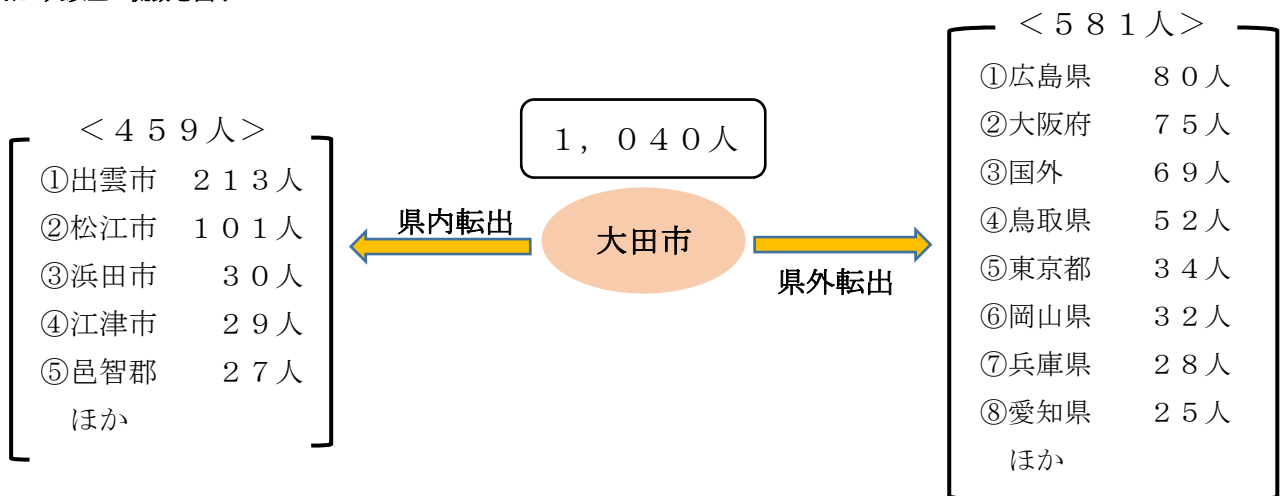 ＜４５９人＞
①出雲市　２１３人
②松江市　１０１人
③浜田市　３０人
④江津市　２９人
⑤邑智郡　２７人
ほか
県内転出
１，０４０人
大田市
県外転出
＜５８１人＞
①広島県　８０人
②大阪府　７５人
③国外　６９人
④鳥取県　５２人
⑤東京都　３４人
⑥岡山県　３２人
⑦兵庫県　２８人
⑧愛知県　２５人
ほか